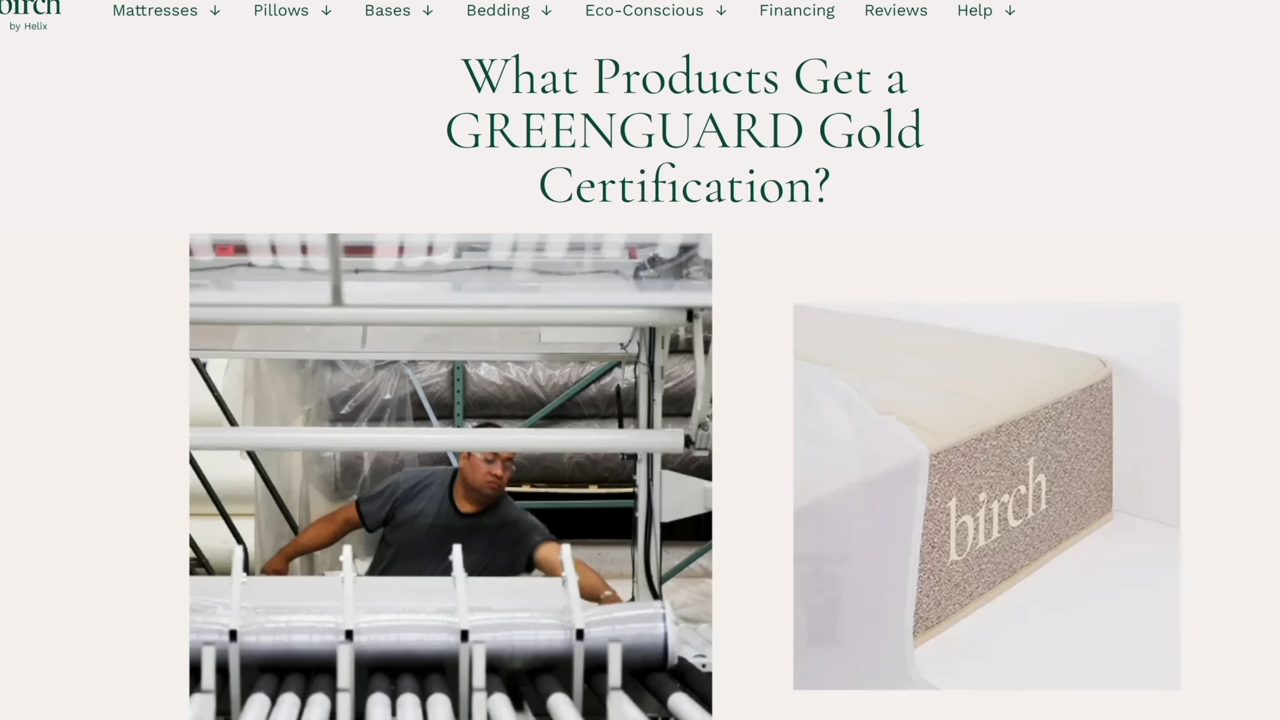 birch
by Helix
Mattresses ↓ Pillows ↓ Bases ↓ Bedding ↓ Eco-Conscious ↓ Financing Reviews Help ↓
What Products Get a
GREENGUARD Gold
Certification?
birch